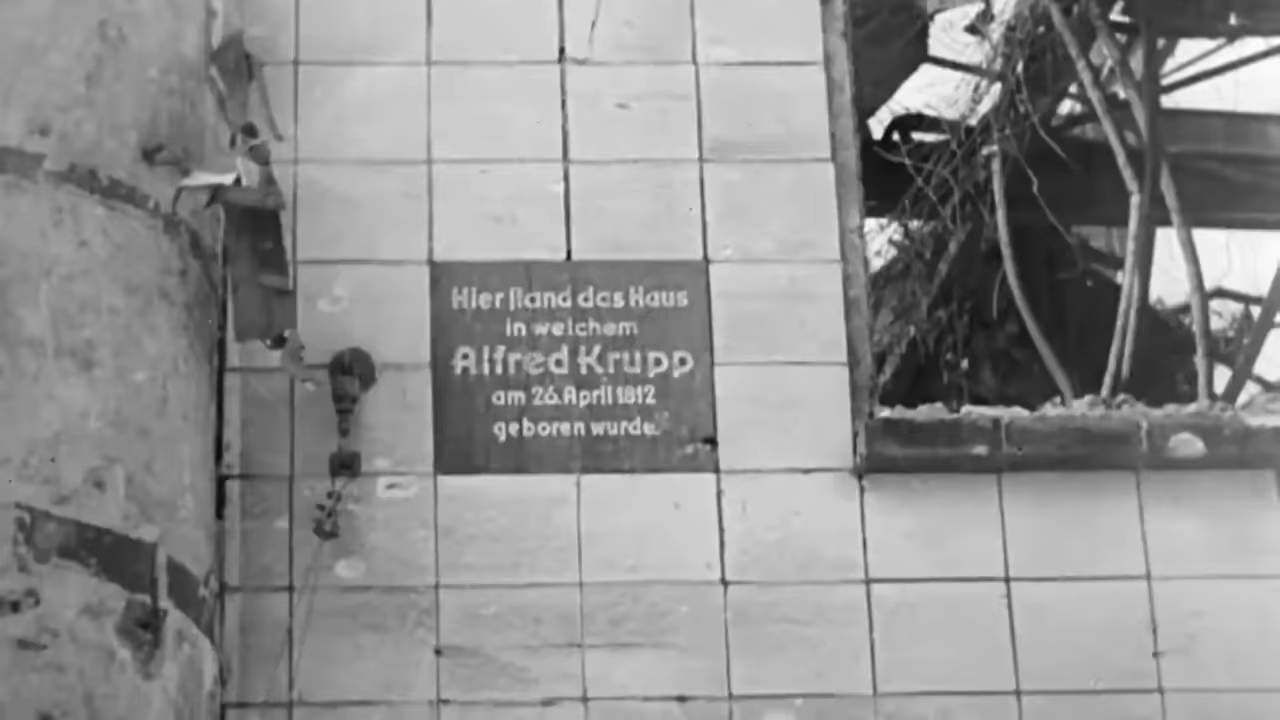 Hier stand das Haus
in welchem
Alfred Krupp
am 26. April 1812
geboren wurde.